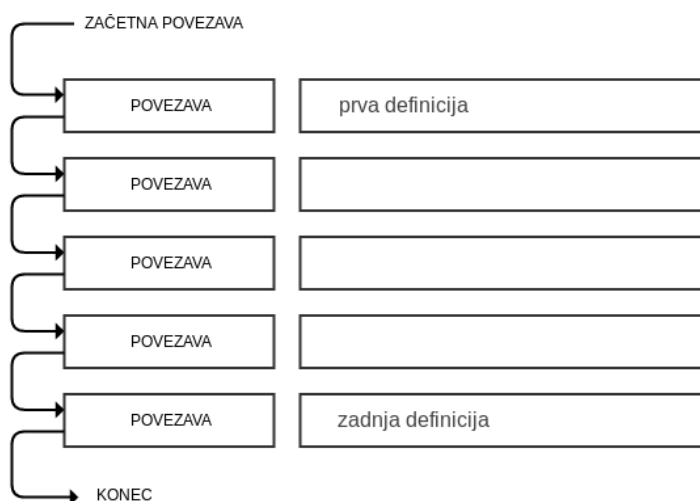 ZAČETNA POVEZAVA
POVEZAVA prva definicija
POVEZAVA
POVEZAVA
POVEZAVA
POVEZAVA zadnja definicija
KONEC